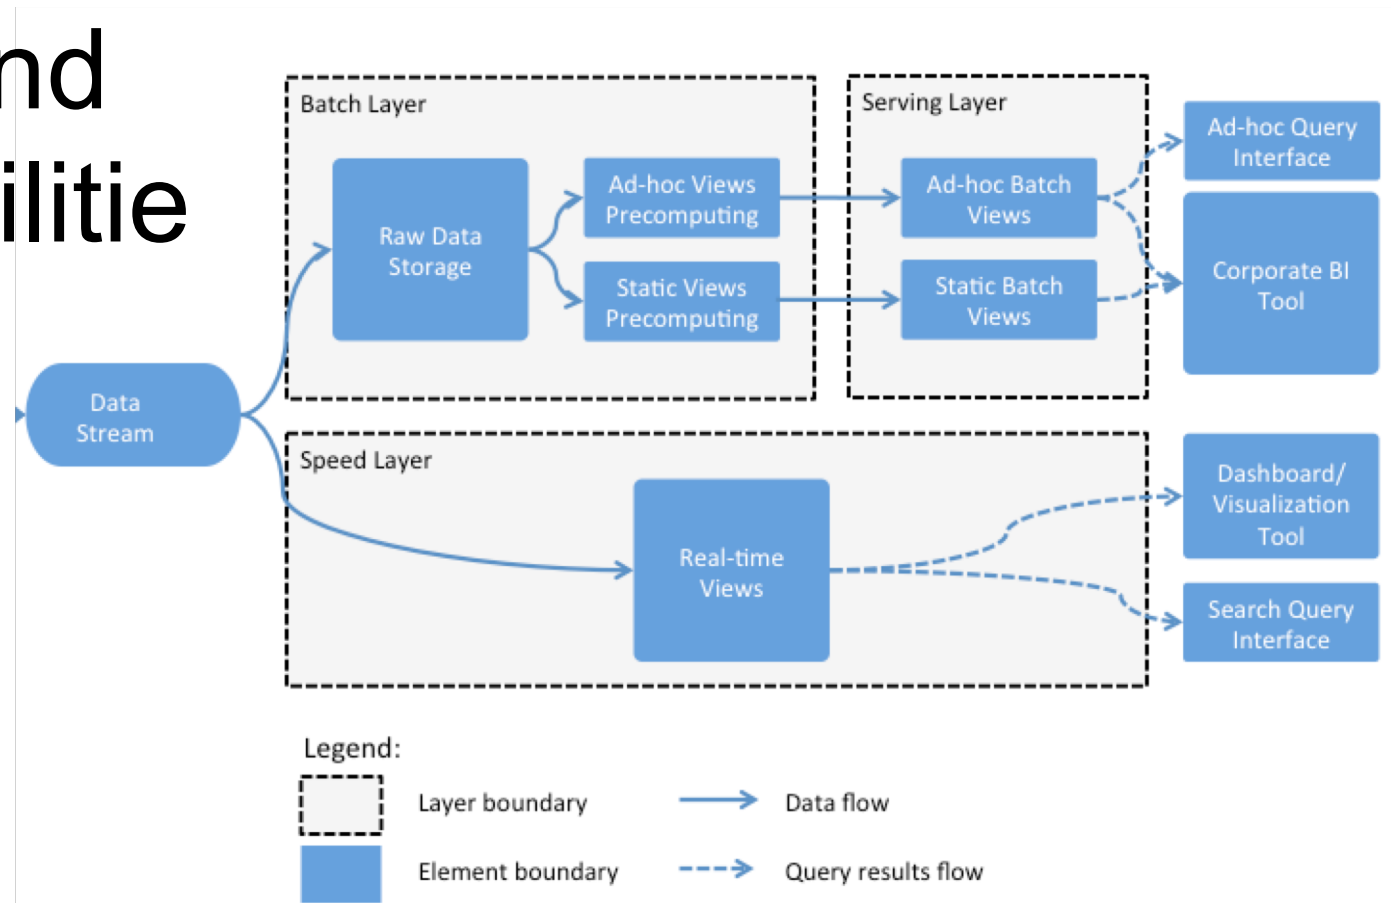 nd
ilitie
Batch Layer
Raw Data
Storage
Ad-hoc Views
Precomputing
Static Views
Precomputing
Serving Layer
Ad-hoc Batch
Views
Static Batch
Views
Ad-hoc Query
Interface
Corporate BI
Tool
Data
Stream
Speed Layer
Real-time
Views
Dashboard/
Visualization
Tool
Search Query
Interface
Legend:
Layer boundary
Data flow
Element boundary
Query results flow